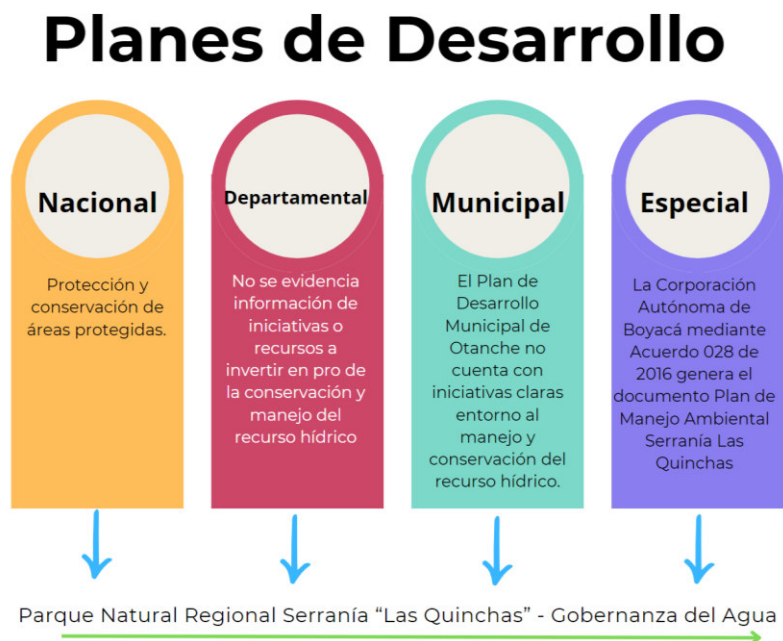 Planes de Desarrollo
Nacional
Protección y
conservación de
áreas protegidas.
Departamental
No se evidencia
información de
iniciativas o
recursos a
invertir en pro de
la conservación y
manejo del
recurso hídrico
Municipal
El Plan de
Desarrollo
Municipal de
Otanche no
cuenta con
iniciativas claras
entorno al
manejo y
conservación del
recurso hídrico.
Especial
La Corporación
Autónoma de
Boyacá mediante
Acuerdo 028 de
2016 genera el
documento Plan de
Manejo Ambiental
Serranía Las
Quinchas
Parque Natural Regional Serranía “Las Quinchas” - Gobernanza del Agua